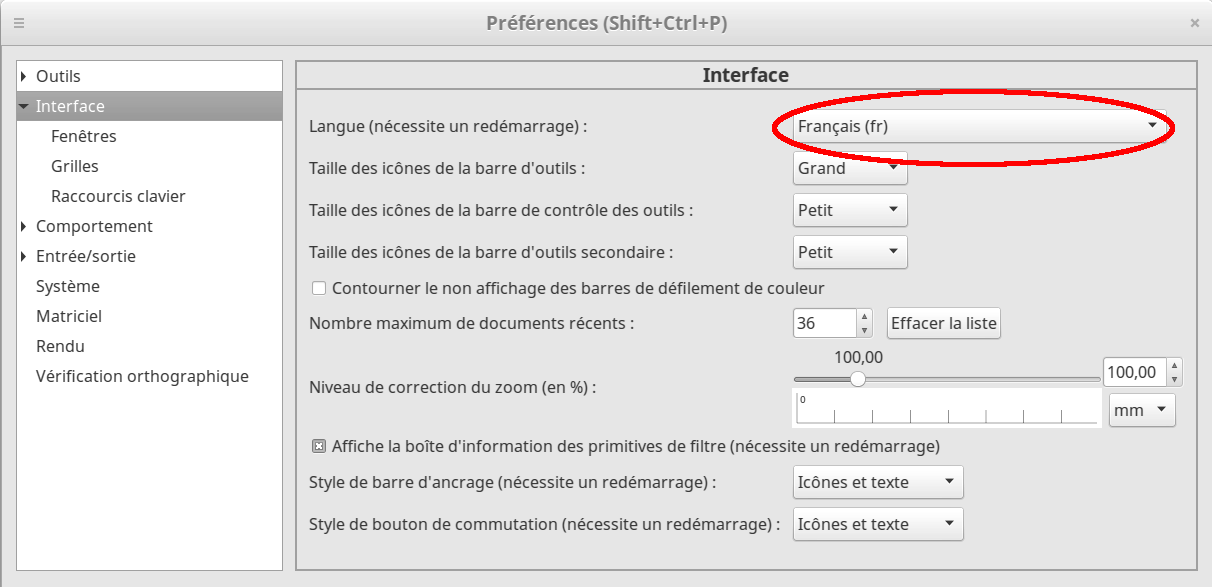 Préférences (Shift+Ctrl+P)
Outils
Interface
Fenêtres
Grilles
Raccourcis clavier
Comportement
Entrée/sortie
Système
Matriciel
Rendu
Vérification orthographique
Interface
Langue (nécessite un redémarrage) : Français (fr)
Taille des icônes de la barre d'outils : Grand
Taille des icônes de la barre de contrôle des outils : Petit
Taille des icônes de la barre d'outils secondaire : Petit
Contourner le non affichage des barres de défilement de couleur
Nombre maximum de documents récents : 36 Effacer la liste
100,00
Niveau de correction du zoom (en %) : 100,00
0 mm
Affiche la boîte d'information des primitives de filtre (nécessite un redémarrage)
Style de barre d'ancrage (nécessite un redémarrage) : Icônes et texte
Style de bouton de commutation (nécessite un redémarrage) : Icônes et texte